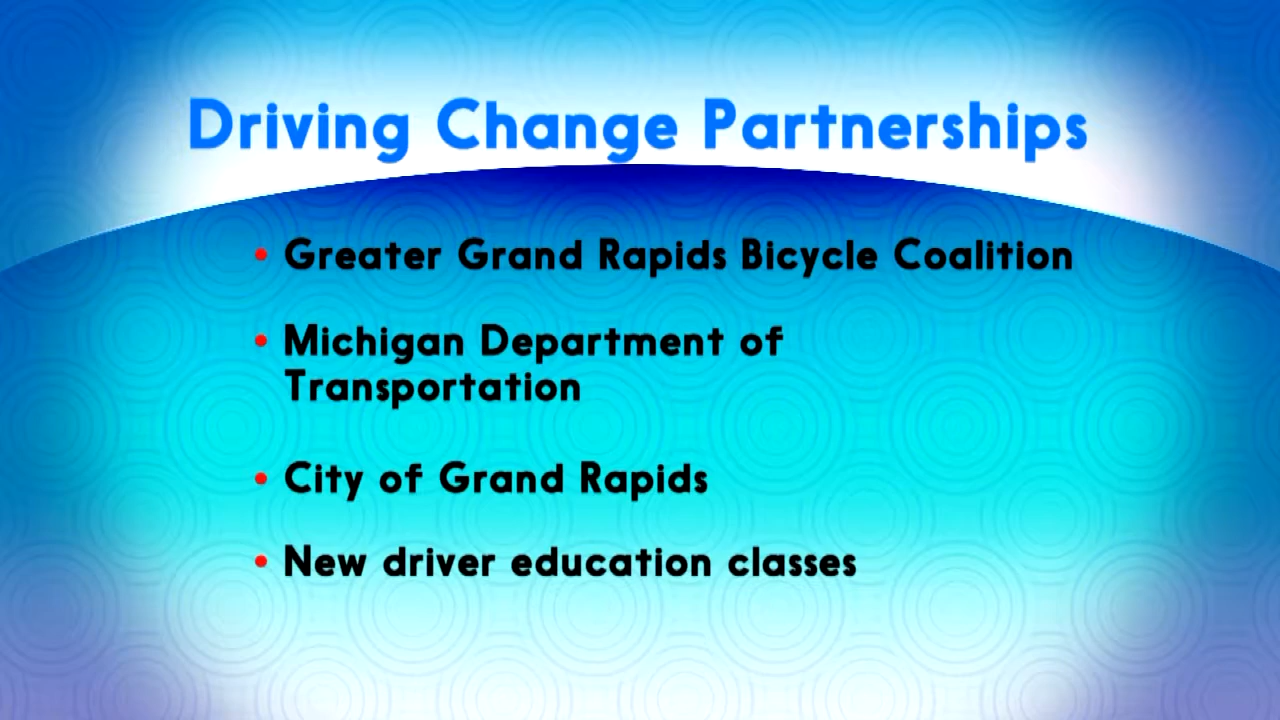 Driving Change Partnerships
• Greater Grand Rapids Bicycle Coalition
• Michigan Department of
Transportation
• City of Grand Rapids
• New driver education classes